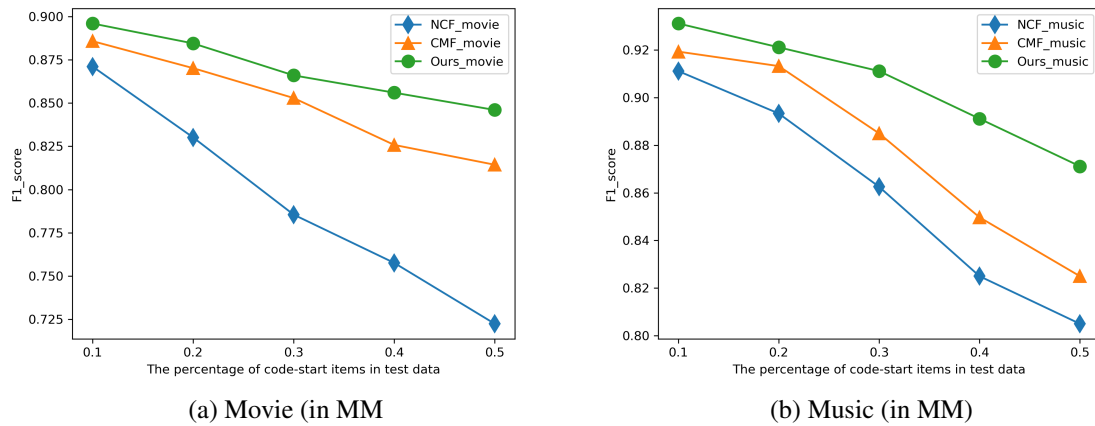 0.900
0.875
0.850
0.825
0.800
0.775
0.750
0.725
F1_score
NCF_movie
CMF_movie
Ours_movie
0.1 0.2 0.3 0.4 0.5
The percentage of code-start items in test data
(a) Movie (in MM
0.92
0.90
0.88
0.86
0.84
0.82
0.80
F1_score
NCF_music
CMF_music
Ours_music
0.1 0.2 0.3 0.4 0.5
The percentage of code-start items in test data
(b) Music (in MM)